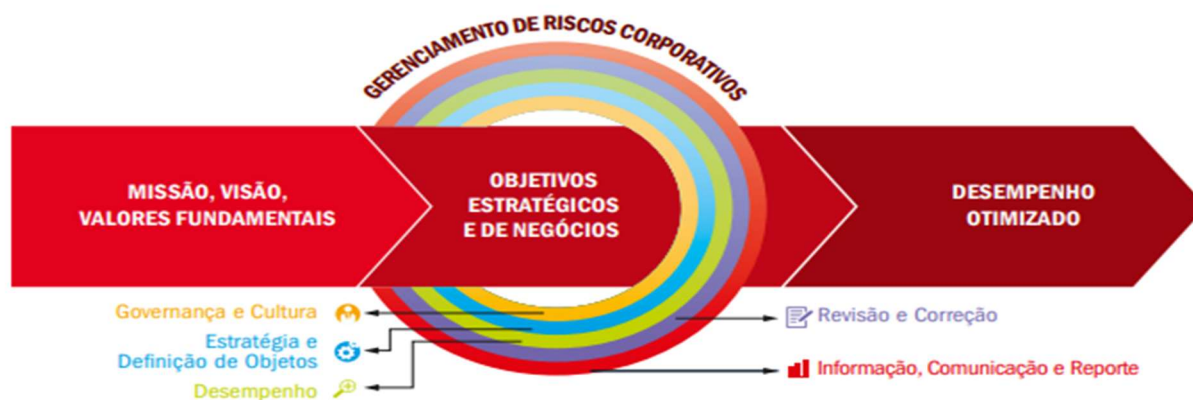 GERENCIAMENTO DE RISCOS CORPORATIVOS
MISSÃO, VISÃO,
VALORES FUNDAMENTAIS
OBJETIVOS
ESTRATÉGICOS
E DE NEGÓCIOS
DESEMPENHO
OTIMIZADO
Governança e Cultura
Estratégia e
Definição de Objetos
Desempenho
Revisão e Correção
Informação, Comunicação e Reporte